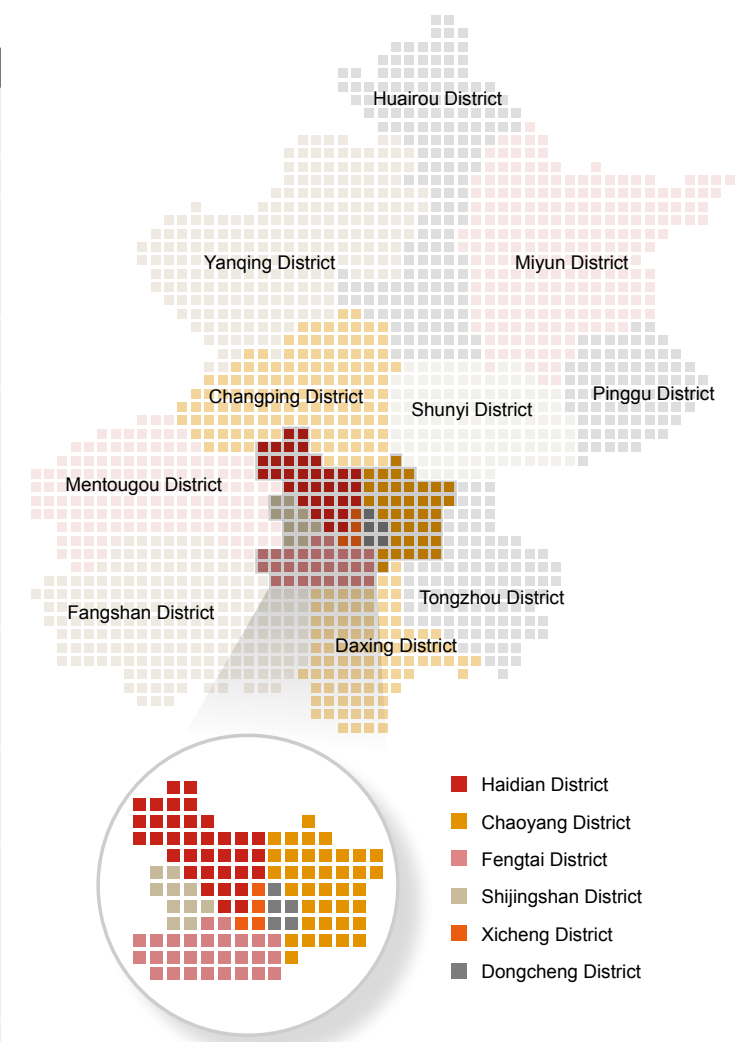 Huairou District
Yanqing District
Miyun District
Changping District
Shunyi District
Pinggu District
Mentougou District
Fangshan District
Tongzhou District
Daxing District
Haidian District
Chaoyang District
Fengtai District
Shijingshan District
Xicheng District
Dongcheng District